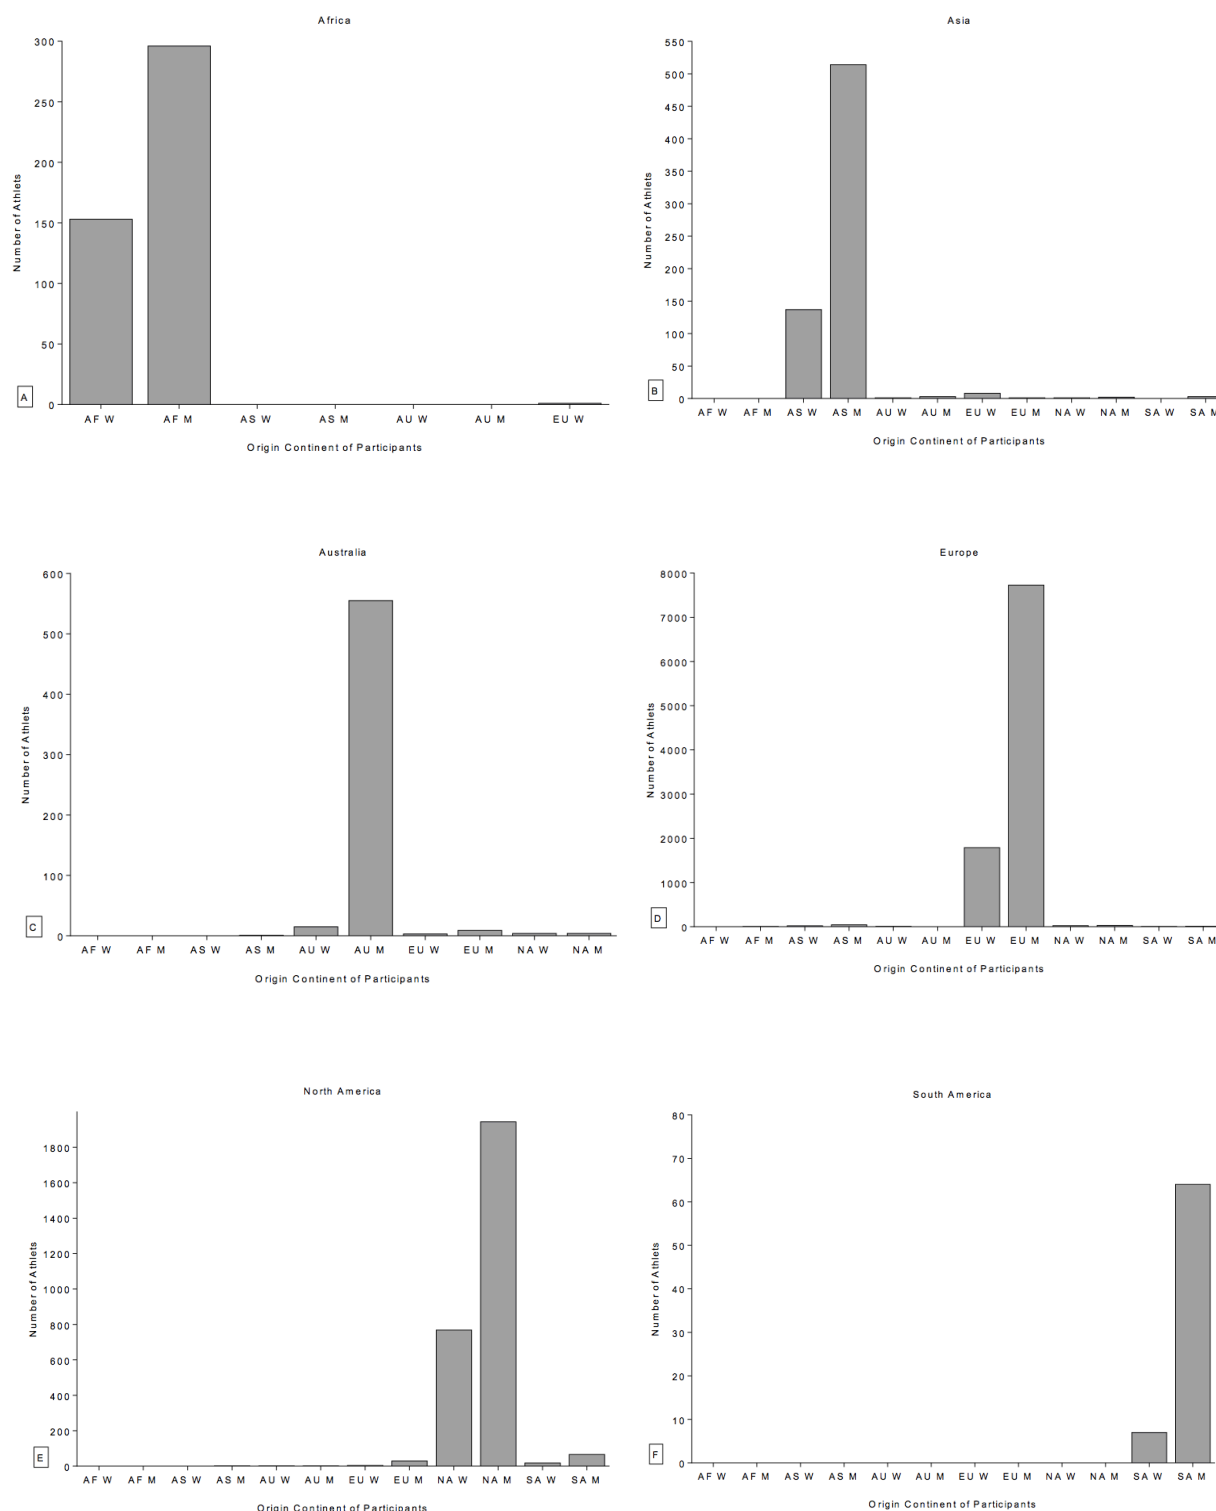 Africa
300
250
200
150
100
50
0
Number of Athlets
A
AF W AF M AS W AS M AU W AU M EU W
Origin Continent of Participants
Asia
550
500
450
400
350
300
250
200
150
100
50
0
Number of Athlets
B
AF W AF M AS W AS M AU W AU M EU W EU M NA W NA M SA W SA M
Origin Continent of Participants
Australia
600
500
400
300
200
100
0
Number of Athlets
C
AF W AF M AS W AS M AU W AU M EU W EU M NA W NA M
Origin Continent of Participants
Europe
8000
7000
6000
5000
4000
3000
2000
1000
0
Number of Athlets
D
AF W AF M AS W AS M AU W AU M EU W EU M NA W NA M SA W SA M
Origin Continent of Participants
North America
1800
1600
1400
1200
1000
800
600
400
200
0
Number of Athlets
E
AF W AF M AS W AS M AU W AU M EU W EU M NA W NA M SA W SA M
Origin Continent of Participants
South America
80
70
60
50
40
30
20
10
0
Number of Athlets
F
AF W AF M AS W AS M AU W AU M EU W EU M NA W NA M SA W SA M
Origin Continent of Participants